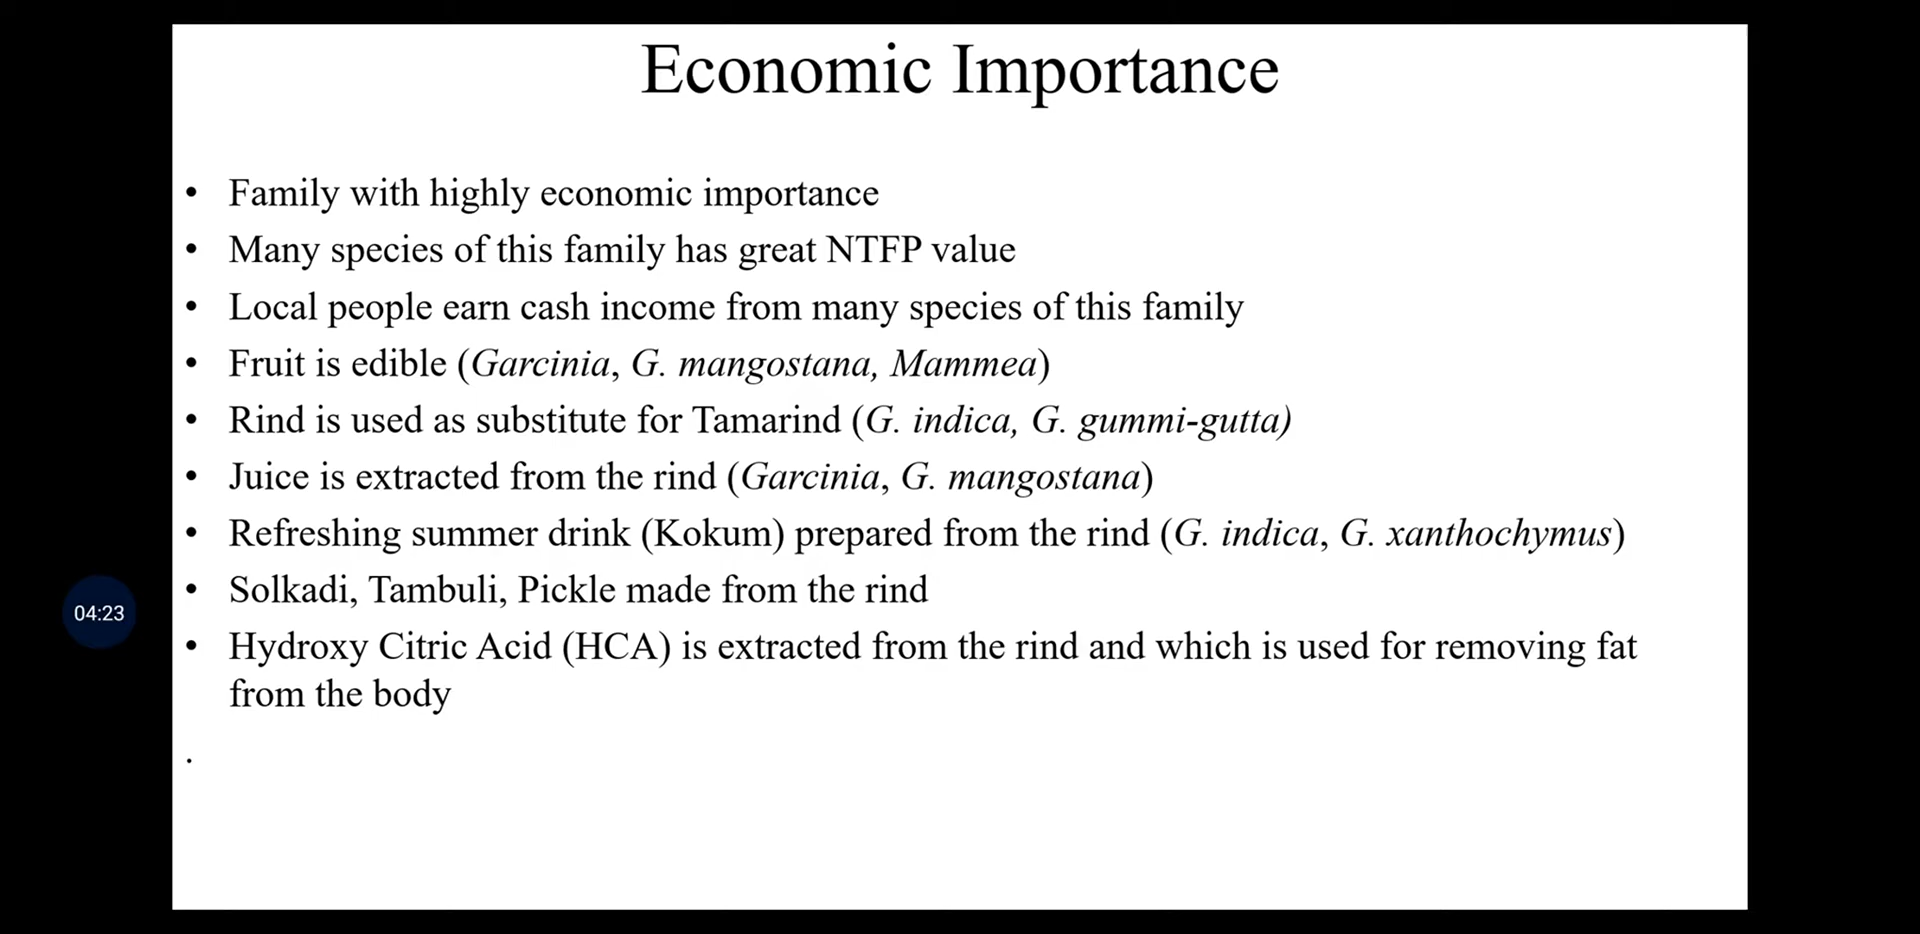 Economic Importance
• Family with highly economic importance
• Many species of this family has great NTFP value
• Local people earn cash income from many species of this family
• Fruit is edible (Garcinia, G. mangostana, Mammea)
• Rind is used as substitute for Tamarind (G. indica, G. gummi-gutta)
• Juice is extracted from the rind (Garcinia, G. mangostana)
• Refreshing summer drink (Kokum) prepared from the rind (G. indica, G. xanthochymus)
• Solkadi, Tambuli, Pickle made from the rind
04:23
• Hydroxy Citric Acid (HCA) is extracted from the rind and which is used for removing fat
from the body
.